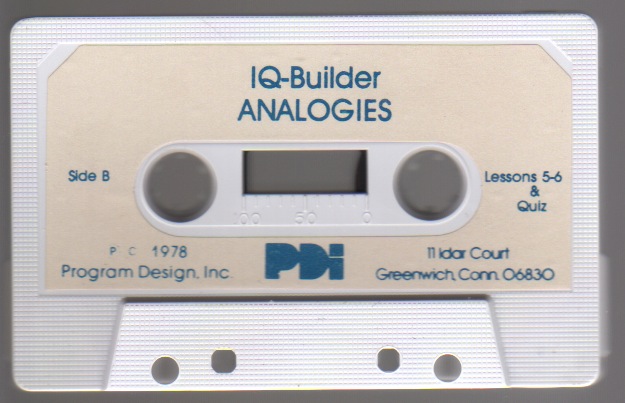 IQ-Builder
ANALOGIES
Side B
Lessons 5-6
&
Quiz
100 50 0
P C 1978
Program Design, Inc.
PDi
11 Idar Court
Greenwich, Conn. 06830